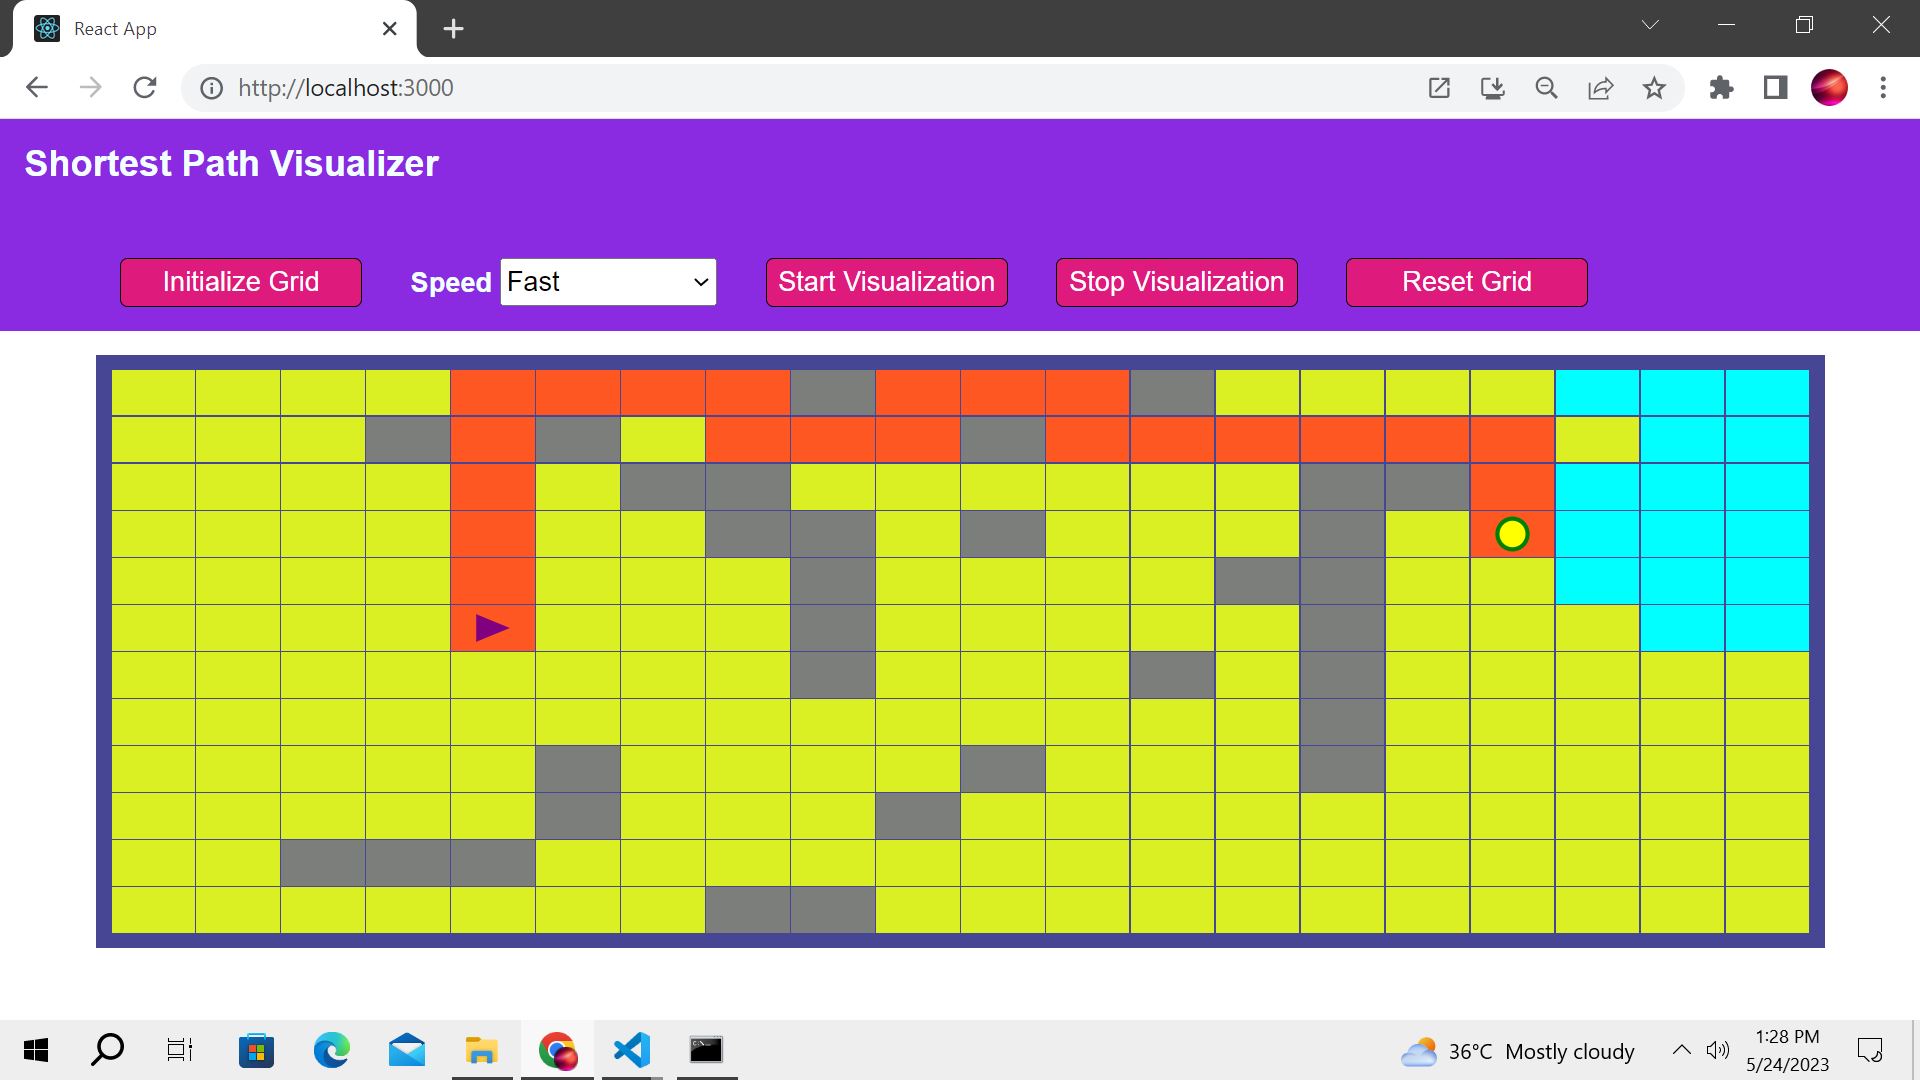 React App
http://localhost:3000
Shortest Path Visualizer
Initialize Grid Speed Fast Start Visualization Stop Visualization Reset Grid
36°C Mostly cloudy
1:28 PM
5/24/2023